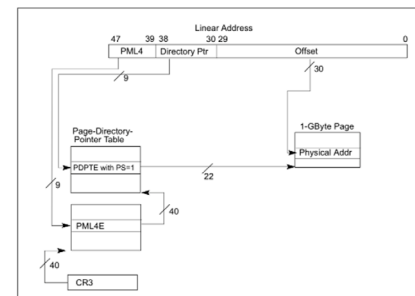 Linear Address
47 39 38 30 29 0
PML4 Directory Ptr Offset
9 30
Page-Directory-
Pointer Table
1-GByte Page
Physical Addr
PDPTE with PS=1
22
9
40
PML4E
40
CR3